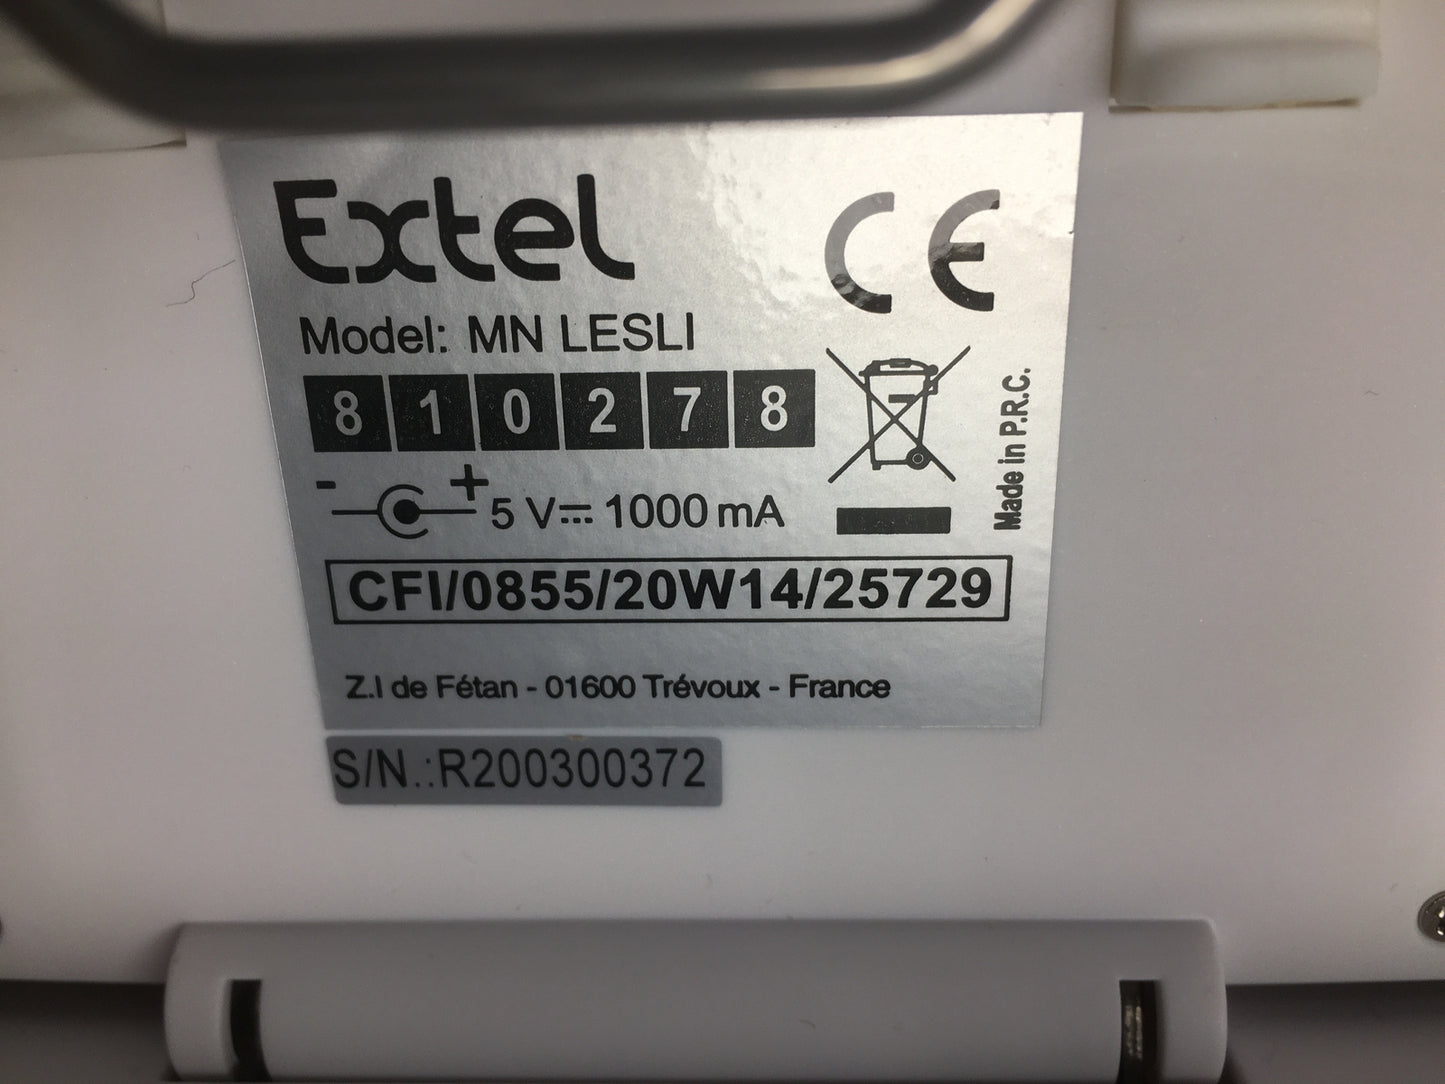 Extel
CE
Model: MN LESLI
810278
- + 5 V⎓ 1000 mA
Made in P.R.C.
CFI/0855/20W14/25729
Z.I de Fétan - 01600 Trévoux - France
S/N.:R200300372